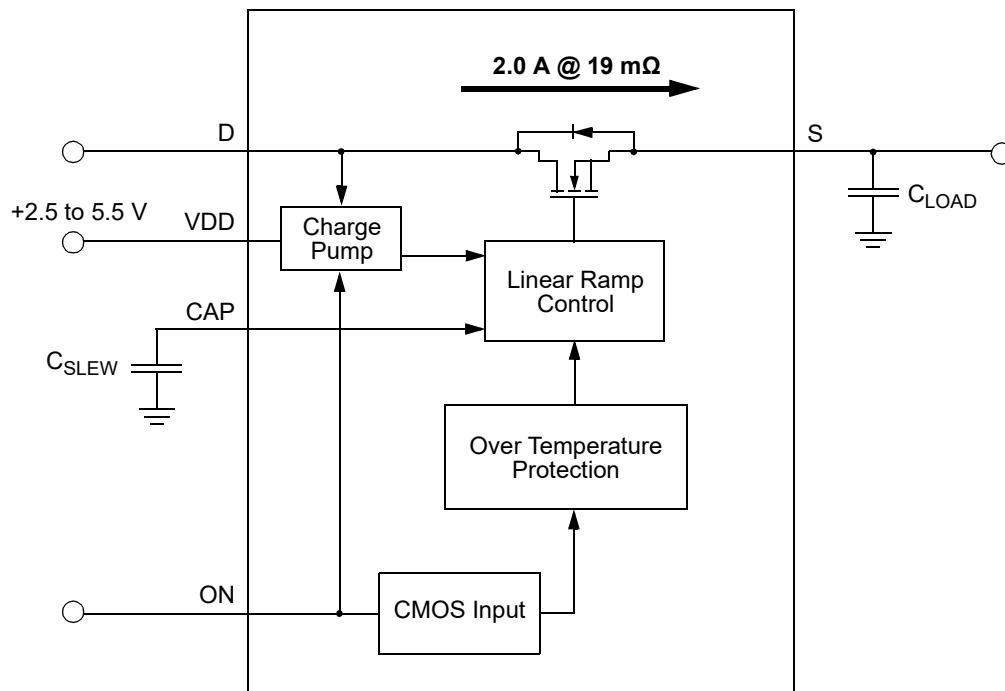 2.0 A @ 19 mΩ
D
S
+2.5 to 5.5 V
VDD
Charge
Pump
CLOAD
Linear Ramp
Control
CAP
CSLEW
Over Temperature
Protection
ON
CMOS Input